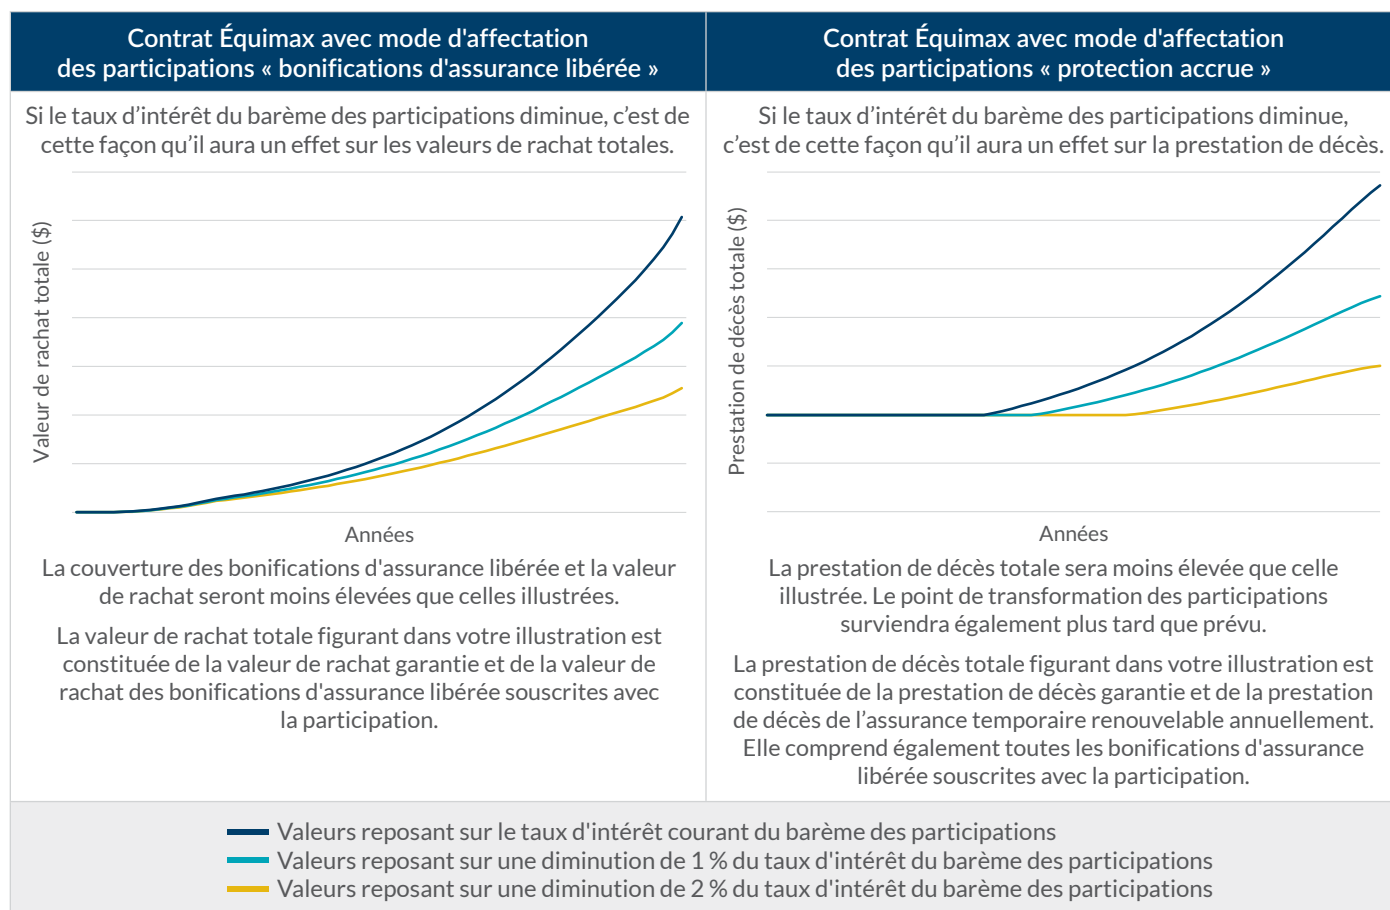 Contrat Équimax avec mode d'affectation
des participations « bonifications d'assurance libérée »
Si le taux d’intérêt du barème des participations diminue, c’est de
cette façon qu’il aura un effet sur les valeurs de rachat totales.
Valeur de rachat totale ($)
Années
La couverture des bonifications d'assurance libérée et la valeur
de rachat seront moins élevées que celles illustrées.
La valeur de rachat totale figurant dans votre illustration est
constituée de la valeur de rachat garantie et de la valeur de
rachat des bonifications d'assurance libérée souscrites avec
la participation.
Contrat Équimax avec mode d'affectation
des participations « protection accrue »
Si le taux d’intérêt du barème des participations diminue,
c’est de cette façon qu’il aura un effet sur la prestation de décès.
Prestation de décès totale ($)
Années
La prestation de décès totale sera moins élevée que celle
illustrée. Le point de transformation des participations
surviendra également plus tard que prévu.
La prestation de décès totale figurant dans votre illustration est
constituée de la prestation de décès garantie et de la prestation
de décès de l’assurance temporaire renouvelable annuellement.
Elle comprend également toutes les bonifications d'assurance
libérée souscrites avec la participation.
Valeurs reposant sur le taux d'intérêt courant du barème des participations
Valeurs reposant sur une diminution de 1 % du taux d'intérêt du barème des participations
Valeurs reposant sur une diminution de 2 % du taux d'intérêt du barème des participations